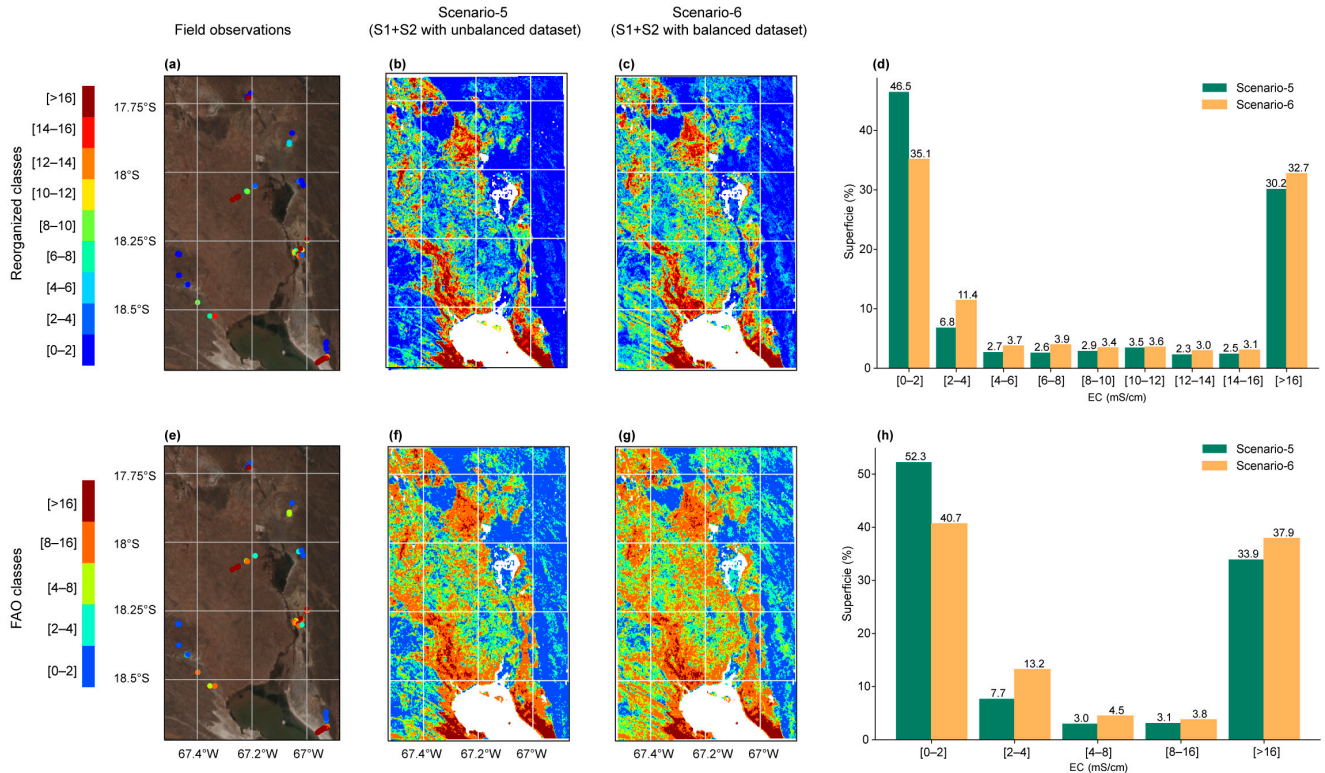 Field observations
Scenario-5
(S1+S2 with unbalanced dataset)
Scenario-6
(S1+S2 with balanced dataset)
Reorganized classes
[>16]
[14–16]
[12–14]
[10–12]
[8–10]
[6–8]
[4–6]
[2–4]
[0–2]
(a)
17.75°S
18°S
18.25°S
18.5°S
(b)
(c)
(d)
Superficie (%)
40
30
20
10
0
Scenario-5
Scenario-6
46.5
35.1
6.8
11.4
2.7
3.7
2.6
3.9
2.9
3.4
3.5
3.6
2.3
3.0
2.5
3.1
30.2
32.7
[0–2]
[2–4]
[4–6]
[6–8]
[8–10]
[10–12]
[12–14]
[14–16]
[>16]
EC (mS/cm)
FAO classes
[>16]
[8–16]
[4–8]
[2–4]
[0–2]
(e)
17.75°S
18°S
18.25°S
18.5°S
67.4°W
67.2°W
67°W
(f)
67.4°W
67.2°W
67°W
(g)
67.4°W
67.2°W
67°W
(h)
Superficie (%)
50
40
30
20
10
0
Scenario-5
Scenario-6
52.3
40.7
7.7
13.2
3.0
4.5
3.1
3.8
33.9
37.9
[0–2]
[2–4]
[4–8]
[8–16]
[>16]
EC (mS/cm)